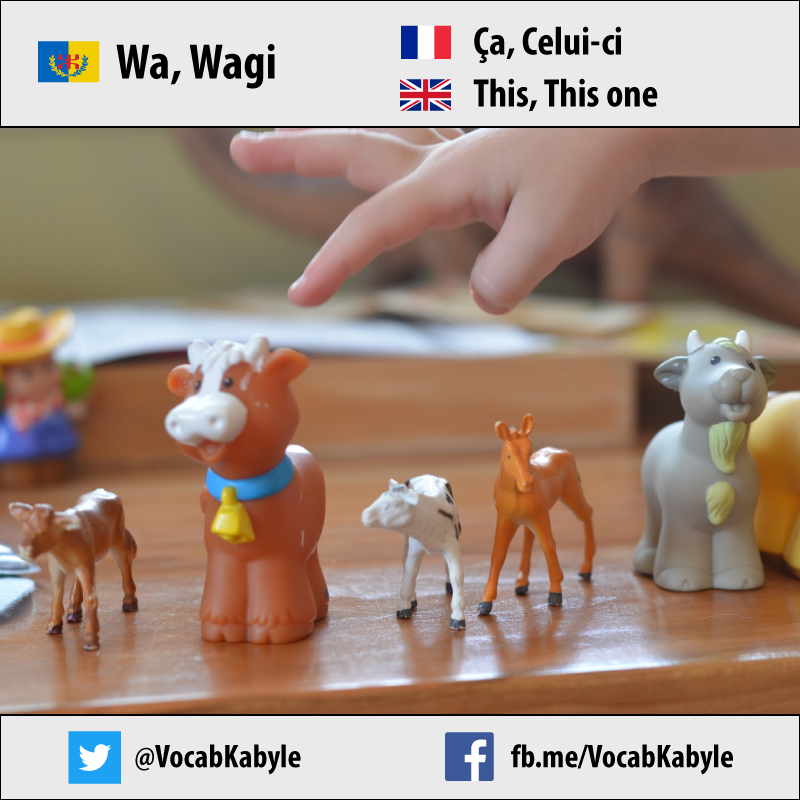 Wa, Wagi
Ça, Celui-ci
This, This one
@VocabKabyle
fb.me/VocabKabyle